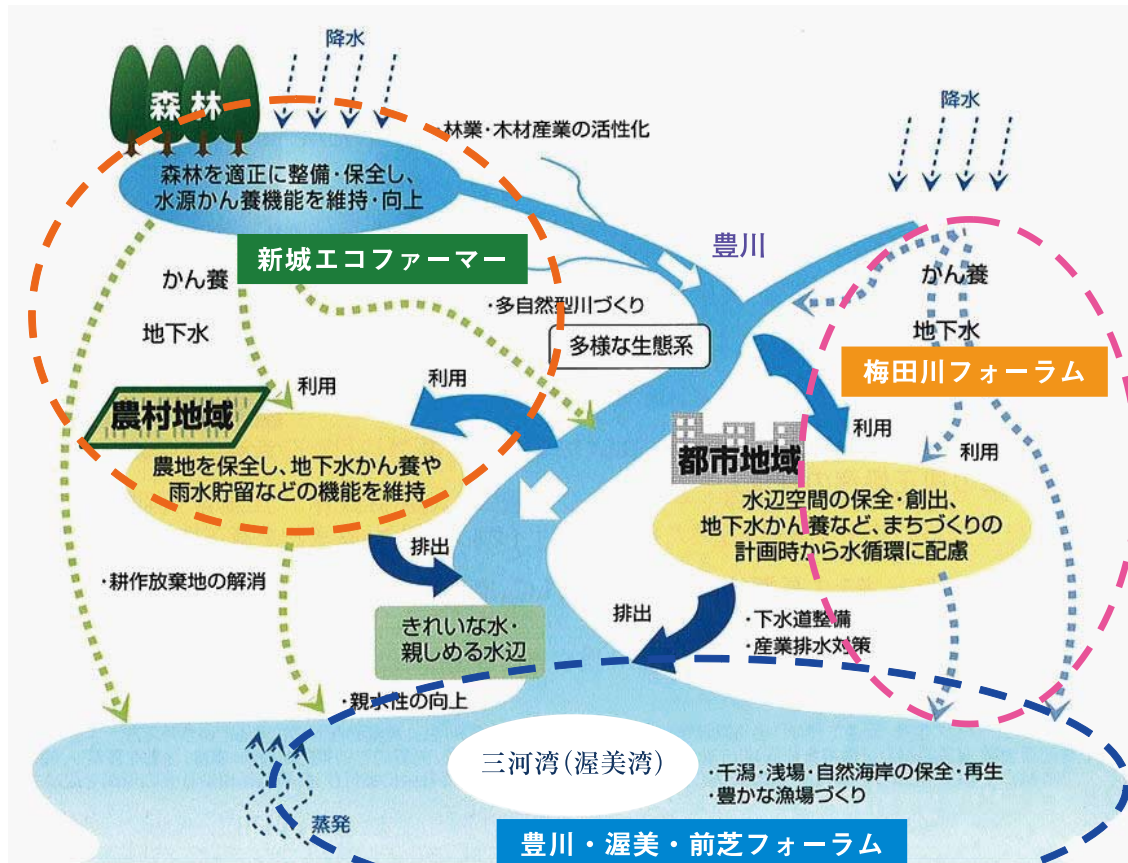 降水
森林
降水
・林業・木材産業の活性化
森林を適正に整備・保全し、
水源かん養機能を維持・向上
豊川
新城エコファーマー
かん養
かん養
・多自然型川づくり
地下水
地下水
多様な生態系
梅田川フォーラム
利用
利用
農村地域
利用
都市地域
利用
農地を保全し、地下水かん養や
雨水貯留などの機能を維持
水辺空間の保全・創出、
地下水かん養など、まちづくりの
計画時から水循環に配慮
排出
・耕作放棄地の解消
排出
・下水道整備
・産業排水対策
きれいな水・
親しめる水辺
・親水性の向上
三河湾(渥美湾)
・干潟・浅場・自然海岸の保全・再生
・豊かな漁場づくり
蒸発
豊川・渥美・前芝フォーラム